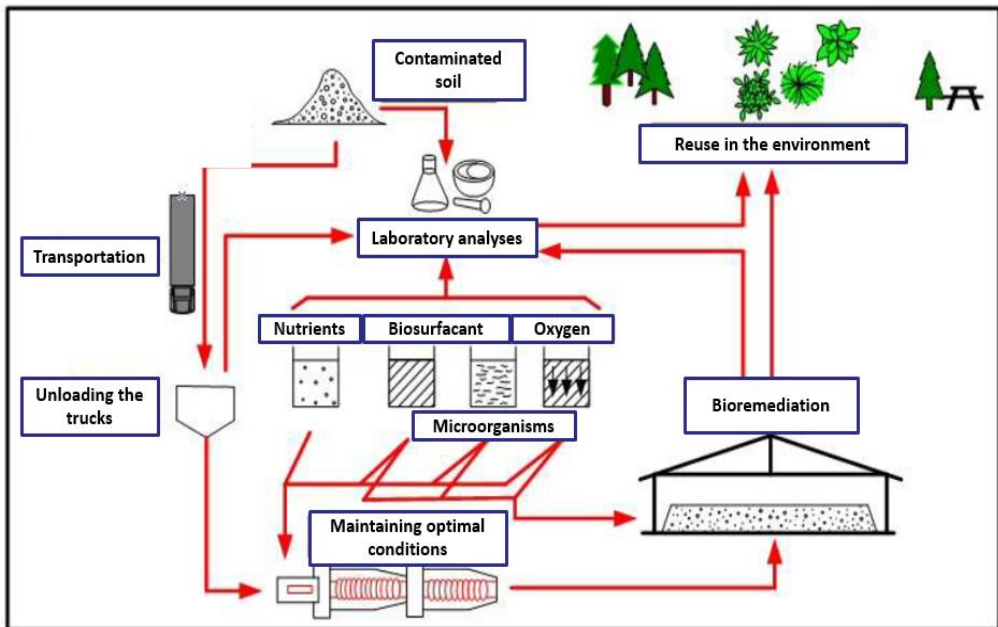 Contaminated
soil
Reuse in the environment
Laboratory analyses
Transportation
Nutrients
Biosurfacant
Oxygen
Unloading the
trucks
Microorganisms
Bioremediation
Maintaining optimal
conditions